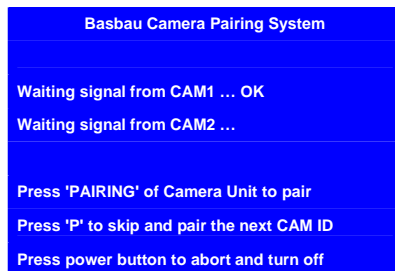 Basbau Camera Pairing System
Waiting signal from CAM1 … OK
Waiting signal from CAM2 …
Press 'PAIRING' of Camera Unit to pair
Press 'P' to skip and pair the next CAM ID
Press power button to abort and turn off